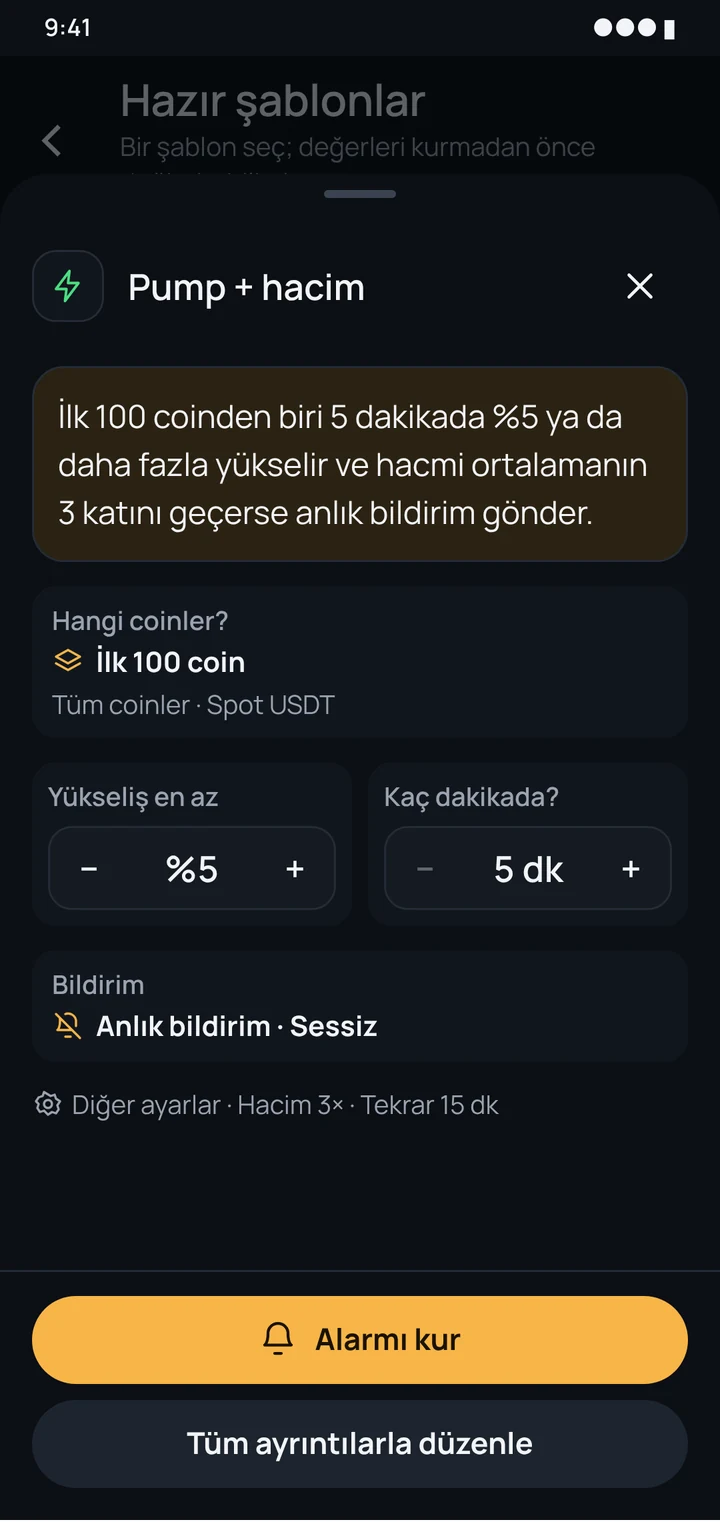 9:41
Hazır şablonlar
Bir şablon seç; değerleri kurmadan önce
Pump + hacim
İlk 100 coinden biri 5 dakikada %5 ya da
daha fazla yükselir ve hacmi ortalamanın
3 katını geçerse anlık bildirim gönder.
Hangi coinler?
İlk 100 coin
Tüm coinler · Spot USDT
Yükseliş en az
Kaç dakikada?
− %5 +
− 5 dk +
Bildirim
Anlık bildirim · Sessiz
Diğer ayarlar · Hacim 3× · Tekrar 15 dk
Alarmı kur
Tüm ayrıntılarla düzenle